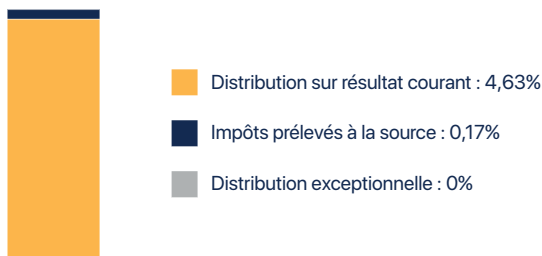 Distribution sur résultat courant : 4,63%
Impôts prélevés à la source : 0,17%
Distribution exceptionnelle : 0%